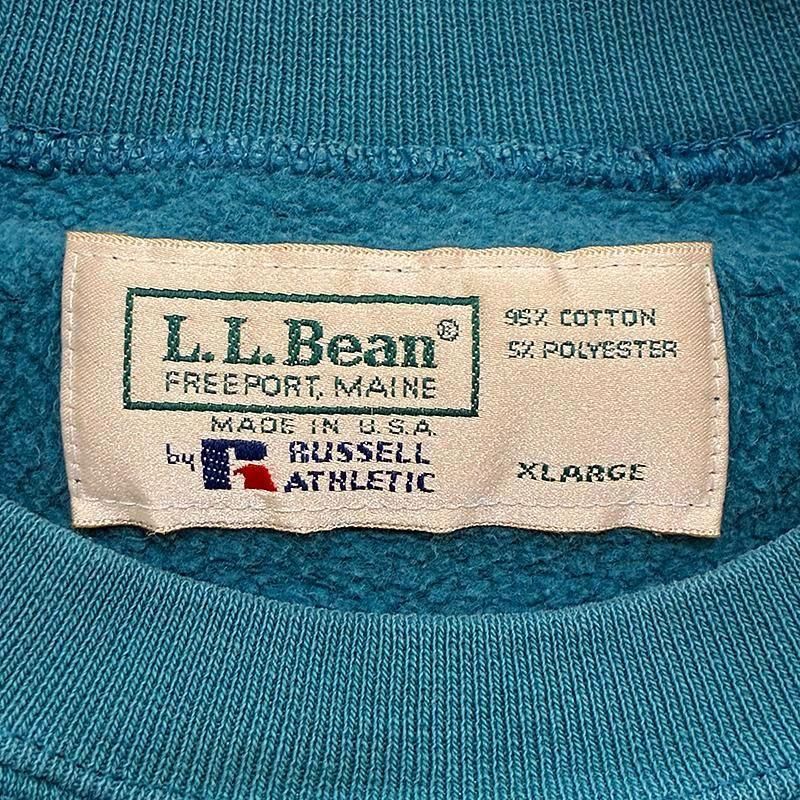 L.L.Bean®
FREEPORT, MAINE
MADE IN U.S.A.
by RUSSELL
ATHLETIC
95% COTTON
5% POLYESTER
XLARGE